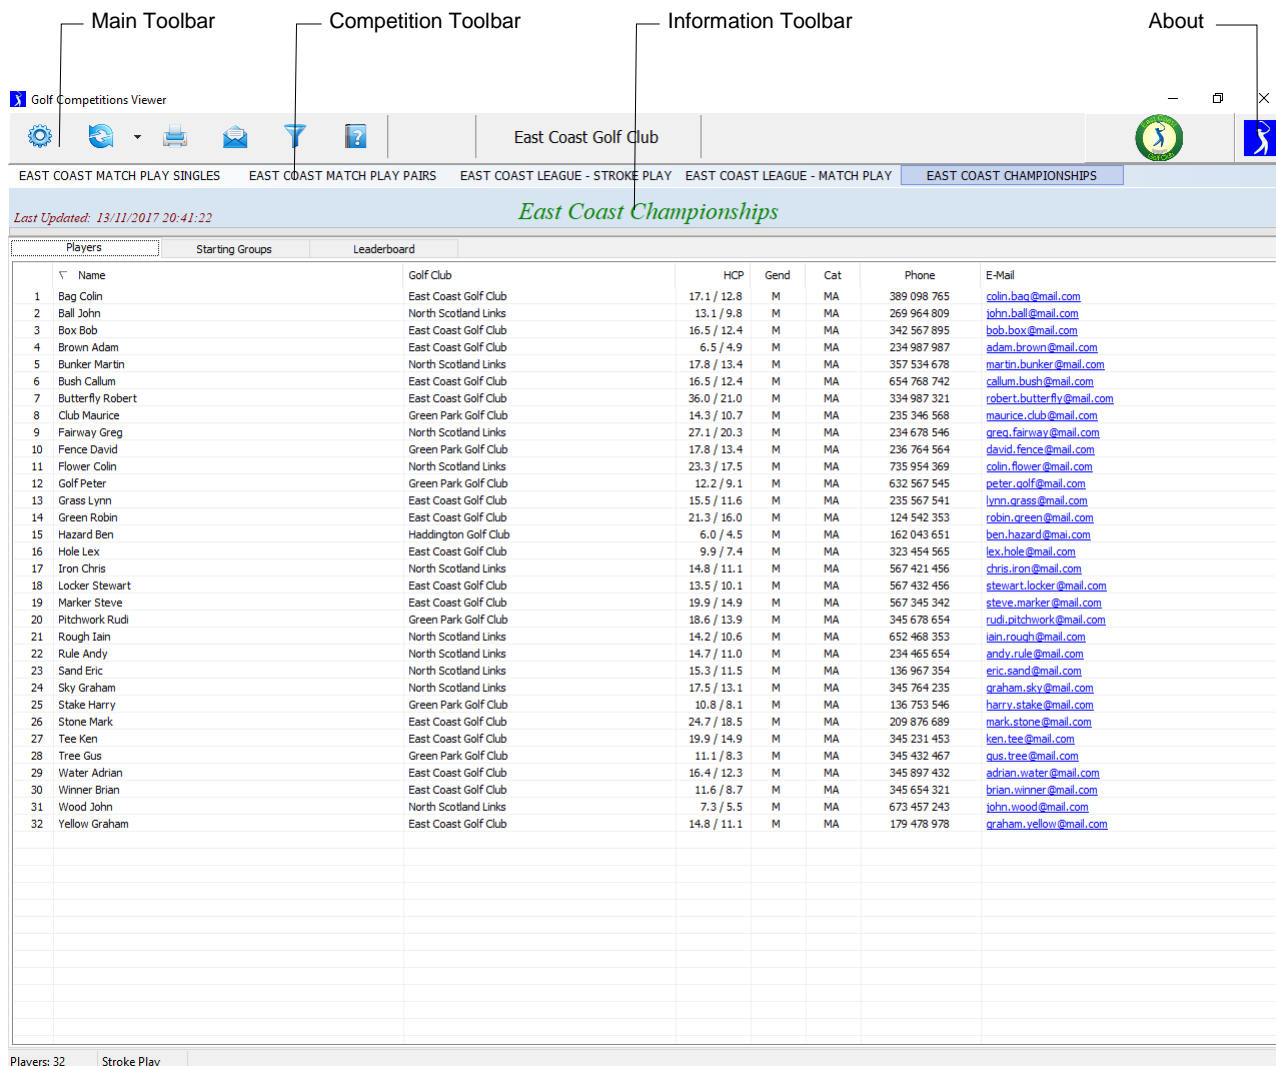 Main Toolbar Competition Toolbar Information Toolbar About
Golf Competitions Viewer
East Coast Golf Club
EAST COAST MATCH PLAY SINGLES EAST COAST MATCH PLAY PAIRS EAST COAST LEAGUE - STROKE PLAY EAST COAST LEAGUE - MATCH PLAY EAST COAST CHAMPIONSHIPS
Last Updated: 13/11/2017 20:41:22 East Coast Championships
Players Starting Groups Leaderboard
Name Golf Club HCP Gend Cat Phone E-Mail
1 Bag Colin East Coast Golf Club 17.1 / 12.8 M MA 389 098 765 colin.bag@mail.com
2 Ball John North Scotland Links 13.1 / 9.8 M MA 269 964 809 john.ball@mail.com
3 Box Bob East Coast Golf Club 16.5 / 12.4 M MA 342 567 895 bob.box@mail.com
4 Brown Adam East Coast Golf Club 6.5 / 4.9 M MA 234 987 987 adam.brown@mail.com
5 Bunker Martin North Scotland Links 17.8 / 13.4 M MA 357 534 678 martin.bunker@mail.com
6 Bush Callum East Coast Golf Club 16.5 / 12.4 M MA 654 768 742 callum.bush@mail.com
7 Butterfly Robert East Coast Golf Club 36.0 / 21.0 M MA 334 987 321 robert.butterfly@mail.com
8 Club Maurice Green Park Golf Club 14.3 / 10.7 M MA 235 346 568 maurice.club@mail.com
9 Fairway Greg North Scotland Links 27.1 / 20.3 M MA 234 678 546 greg.fairway@mail.com
10 Fence David Green Park Golf Club 17.8 / 13.4 M MA 236 764 564 david.fence@mail.com
11 Flower Colin North Scotland Links 23.3 / 17.5 M MA 735 954 369 colin.flower@mail.com
12 Golf Peter Green Park Golf Club 12.2 / 9.1 M MA 632 567 545 peter.golf@mail.com
13 Grass Lynn East Coast Golf Club 15.5 / 11.6 M MA 235 567 541 lynn.grass@mail.com
14 Green Robin East Coast Golf Club 21.3 / 16.0 M MA 124 542 353 robin.green@mail.com
15 Hazard Ben Haddington Golf Club 6.0 / 4.5 M MA 162 043 651 ben.hazard@mai.com
16 Hole Lex East Coast Golf Club 9.9 / 7.4 M MA 323 454 565 lex.hole@mail.com
17 Iron Chris North Scotland Links 14.8 / 11.1 M MA 567 421 456 chris.iron@mail.com
18 Locker Stewart East Coast Golf Club 13.5 / 10.1 M MA 567 432 456 stewart.locker@mail.com
19 Marker Steve East Coast Golf Club 19.9 / 14.9 M MA 567 345 342 steve.marker@mail.com
20 Pitchwork Rudi Green Park Golf Club 18.6 / 13.9 M MA 345 678 654 rudi.pitchwork@mail.com
21 Rough Iain North Scotland Links 14.2 / 10.6 M MA 652 468 353 iain.rough@mail.com
22 Rule Andy North Scotland Links 14.7 / 11.0 M MA 234 465 654 andy.rule@mail.com
23 Sand Eric North Scotland Links 15.3 / 11.5 M MA 136 967 354 eric.sand@mail.com
24 Sky Graham North Scotland Links 17.5 / 13.1 M MA 345 764 235 graham.sky@mail.com
25 Stake Harry Green Park Golf Club 10.8 / 8.1 M MA 136 753 546 harry.stake@mail.com
26 Stone Mark East Coast Golf Club 24.7 / 18.5 M MA 209 876 689 mark.stone@mail.com
27 Tee Ken East Coast Golf Club 19.9 / 14.9 M MA 345 231 453 ken.tee@mail.com
28 Tree Gus Green Park Golf Club 11.1 / 8.3 M MA 345 432 467 gus.tree@mail.com
29 Water Adrian East Coast Golf Club 16.4 / 12.3 M MA 345 897 432 adrian.water@mail.com
30 Winner Brian East Coast Golf Club 11.6 / 8.7 M MA 345 654 321 brian.winner@mail.com
31 Wood John North Scotland Links 7.3 / 5.5 M MA 673 457 243 john.wood@mail.com
32 Yellow Graham East Coast Golf Club 14.8 / 11.1 M MA 179 478 978 graham.yellow@mail.com
Players: 32 Stroke Play